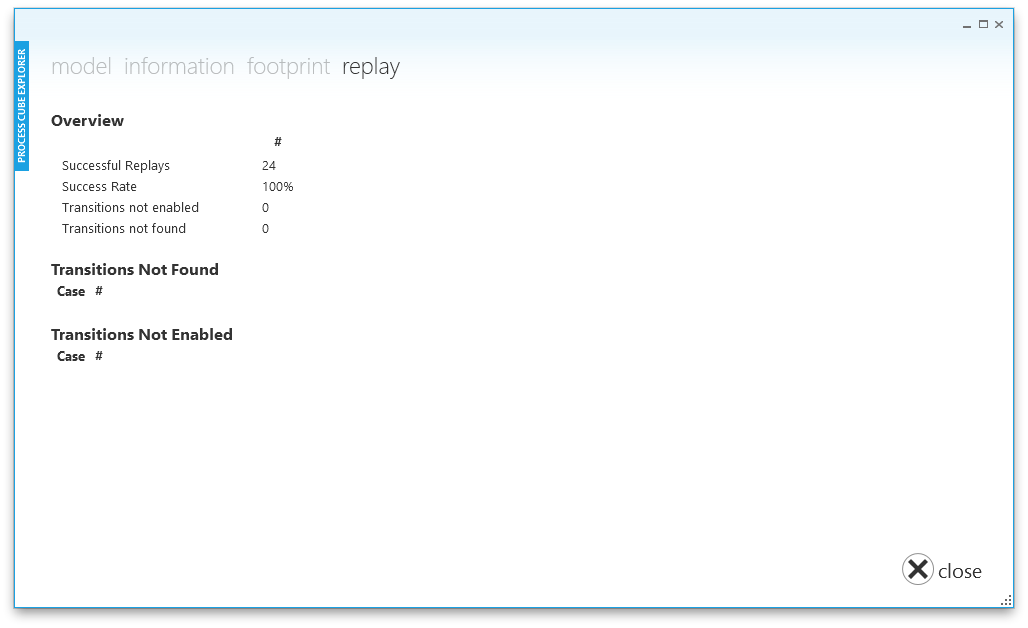 PROCESS CUBE EXPLORER
model information footprint replay
Overview
#
Successful Replays 24
Success Rate 100%
Transitions not enabled 0
Transitions not found 0
Transitions Not Found
Case #
Transitions Not Enabled
Case #
close